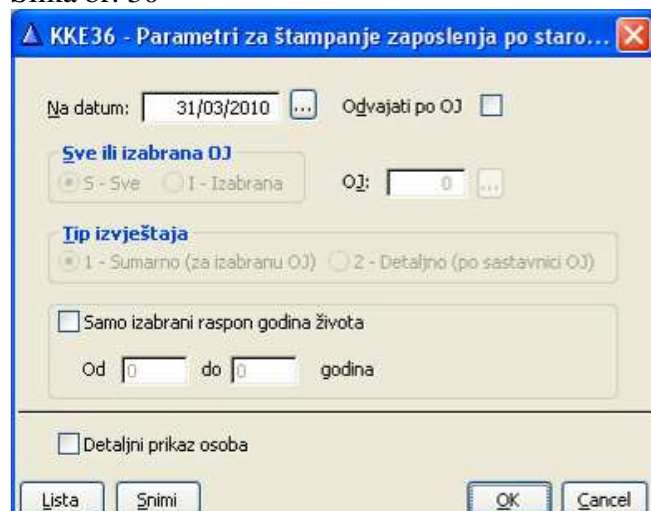 Slika br. 36
KKE36 - Parametri za štampanje zaposlenja po staro...
Na datum: 31/03/2010 ... Odvajati po OJ
Sve ili izabrana OJ
S - Sve I - Izabrana OJ: 0 ...
Tip izvještaja
1 - Sumarno (za izabranu OJ) 2 - Detaljno (po sastavnici OJ)
Samo izabrani raspon godina života
Od 0 do 0 godina
Detaljni prikaz osoba
Lista Snimi OK Cancel